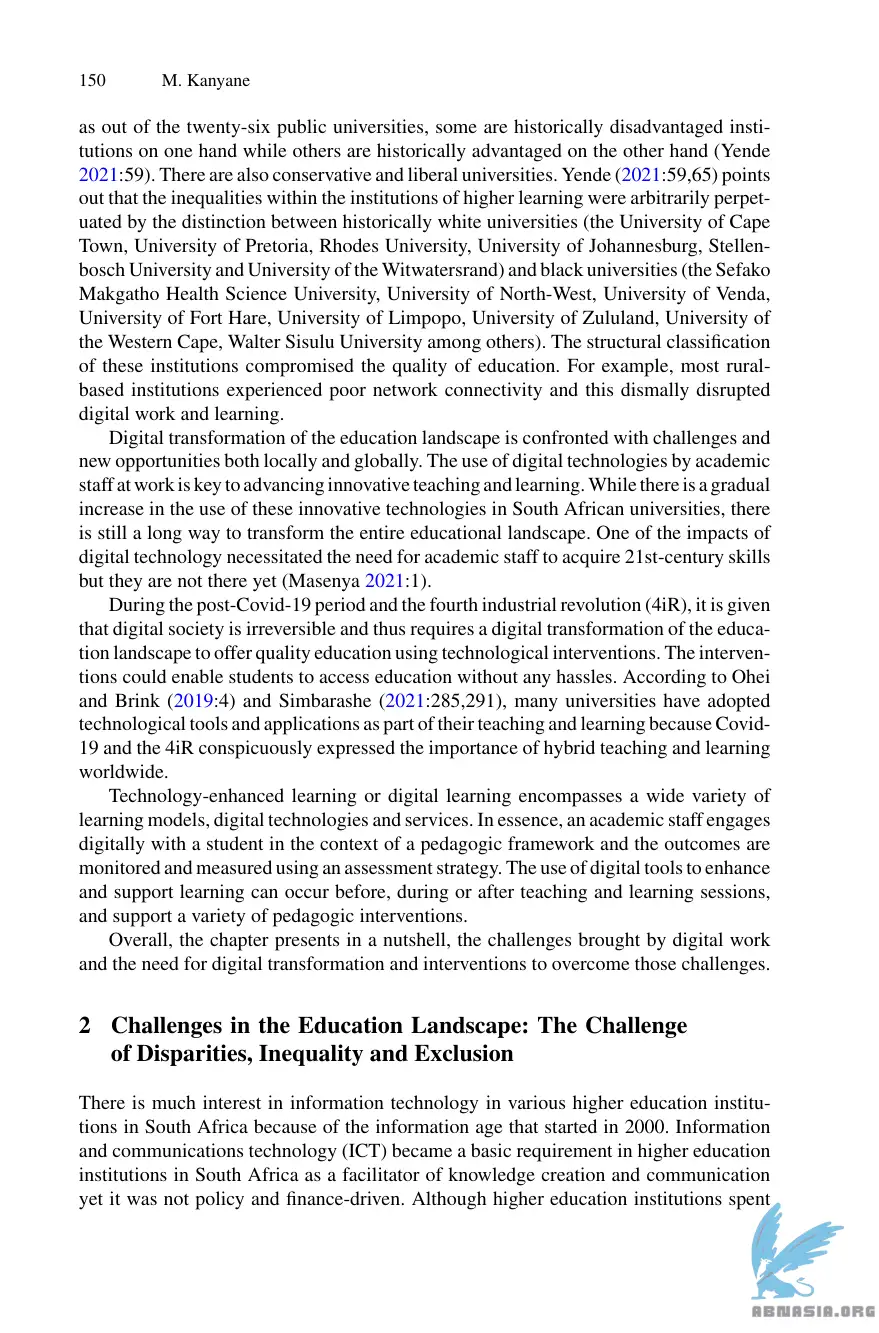 150 M. Kanyane
as out of the twenty-six public universities, some are historically disadvantaged insti-
tutions on one hand while others are historically advantaged on the other hand (Yende
2021:59). There are also conservative and liberal universities. Yende (2021:59,65) points
out that the inequalities within the institutions of higher learning were arbitrarily perpet-
uated by the distinction between historically white universities (the University of Cape
Town, University of Pretoria, Rhodes University, University of Johannesburg, Stellen-
bosch University and University of the Witwatersrand) and black universities (the Sefako
Makgatho Health Science University, University of North-West, University of Venda,
University of Fort Hare, University of Limpopo, University of Zululand, University of
the Western Cape, Walter Sisulu University among others). The structural classification
of these institutions compromised the quality of education. For example, most rural-
based institutions experienced poor network connectivity and this dismally disrupted
digital work and learning.
Digital transformation of the education landscape is confronted with challenges and
new opportunities both locally and globally. The use of digital technologies by academic
staff at work is key to advancing innovative teaching and learning. While there is a gradual
increase in the use of these innovative technologies in South African universities, there
is still a long way to transform the entire educational landscape. One of the impacts of
digital technology necessitated the need for academic staff to acquire 21st-century skills
but they are not there yet (Masenya 2021:1).
During the post-Covid-19 period and the fourth industrial revolution (4iR), it is given
that digital society is irreversible and thus requires a digital transformation of the educa-
tion landscape to offer quality education using technological interventions. The interven-
tions could enable students to access education without any hassles. According to Ohei
and Brink (2019:4) and Simbarashe (2021:285,291), many universities have adopted
technological tools and applications as part of their teaching and learning because Covid-
19 and the 4iR conspicuously expressed the importance of hybrid teaching and learning
worldwide.
Technology-enhanced learning or digital learning encompasses a wide variety of
learning models, digital technologies and services. In essence, an academic staff engages
digitally with a student in the context of a pedagogic framework and the outcomes are
monitored and measured using an assessment strategy. The use of digital tools to enhance
and support learning can occur before, during or after teaching and learning sessions,
and support a variety of pedagogic interventions.
Overall, the chapter presents in a nutshell, the challenges brought by digital work
and the need for digital transformation and interventions to overcome those challenges.
2 Challenges in the Education Landscape: The Challenge
of Disparities, Inequality and Exclusion
There is much interest in information technology in various higher education institu-
tions in South Africa because of the information age that started in 2000. Information
and communications technology (ICT) became a basic requirement in higher education
institutions in South Africa as a facilitator of knowledge creation and communication
yet it was not policy and finance-driven. Although higher education institutions spent
ABNASIA.ORG